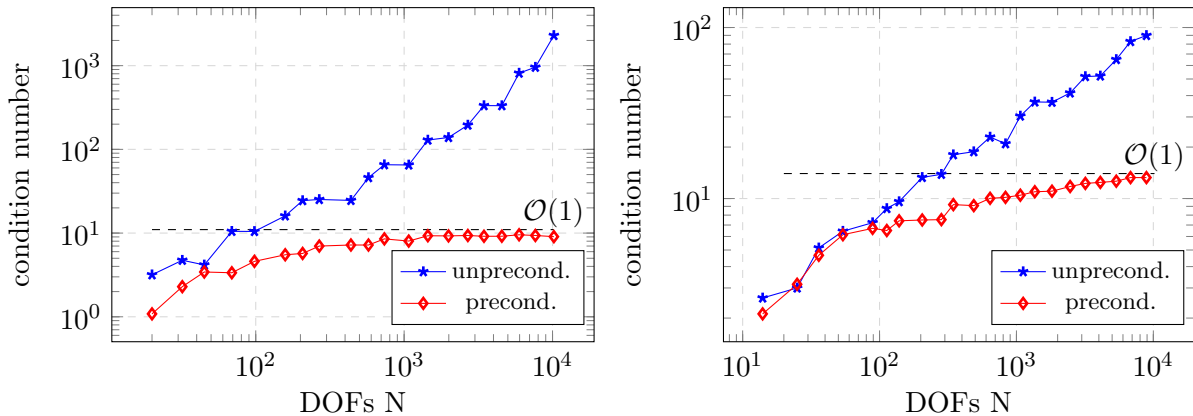 condition number
10^3
10^2
10^1
10^0
O(1)
unprecond.
precond.
10^2
10^3
10^4
DOFs N
condition number
10^2
10^1
O(1)
unprecond.
precond.
10^1
10^2
10^3
10^4
DOFs N